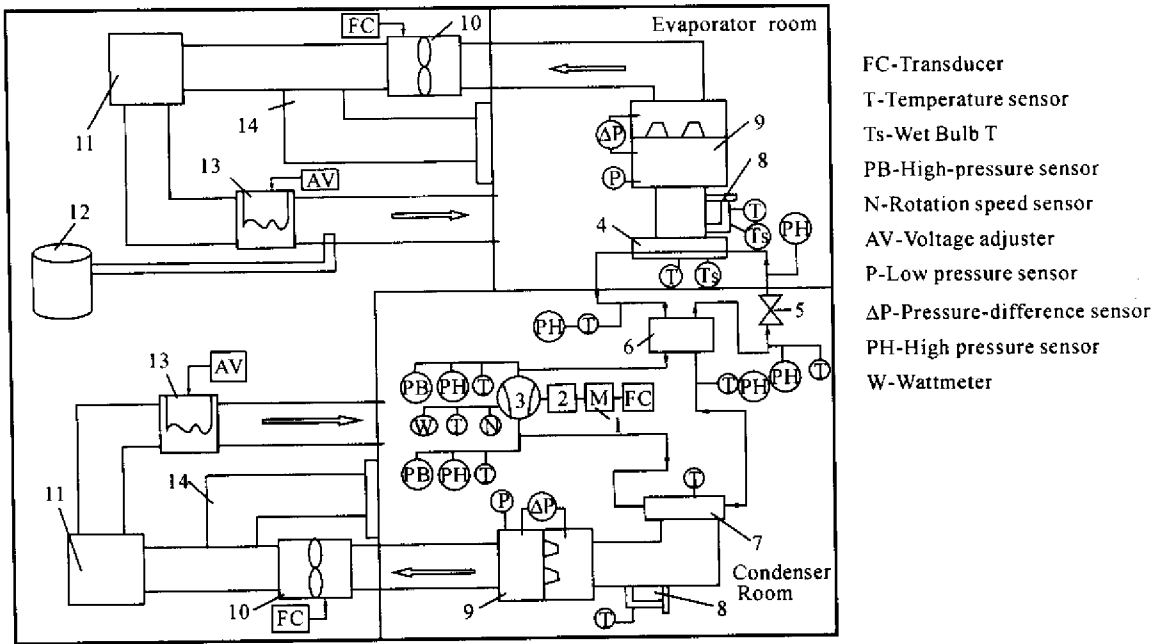 FC
10
Evaporator room
11
14
ΔP
9
P
8
13
AV
T
Ts
12
4
PH
T
Ts
5
PH
T
6
T
PH
PH
T
13
AV
PB
PH
T
3
2
M
FC
W
T
N
1
PB
PH
T
14
11
P
ΔP
T
7
10
FC
9
T
8
Condenser
Room
FC-Transducer
T-Temperature sensor
Ts-Wet Bulb T
PB-High-pressure sensor
N-Rotation speed sensor
AV-Voltage adjuster
P-Low pressure sensor
ΔP-Pressure-difference sensor
PH-High pressure sensor
W-Wattmeter